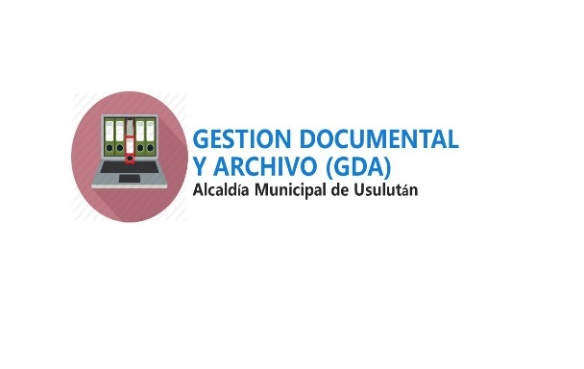 GESTION DOCUMENTAL
Y ARCHIVO (GDA)
Alcaldía Municipal de Usulután